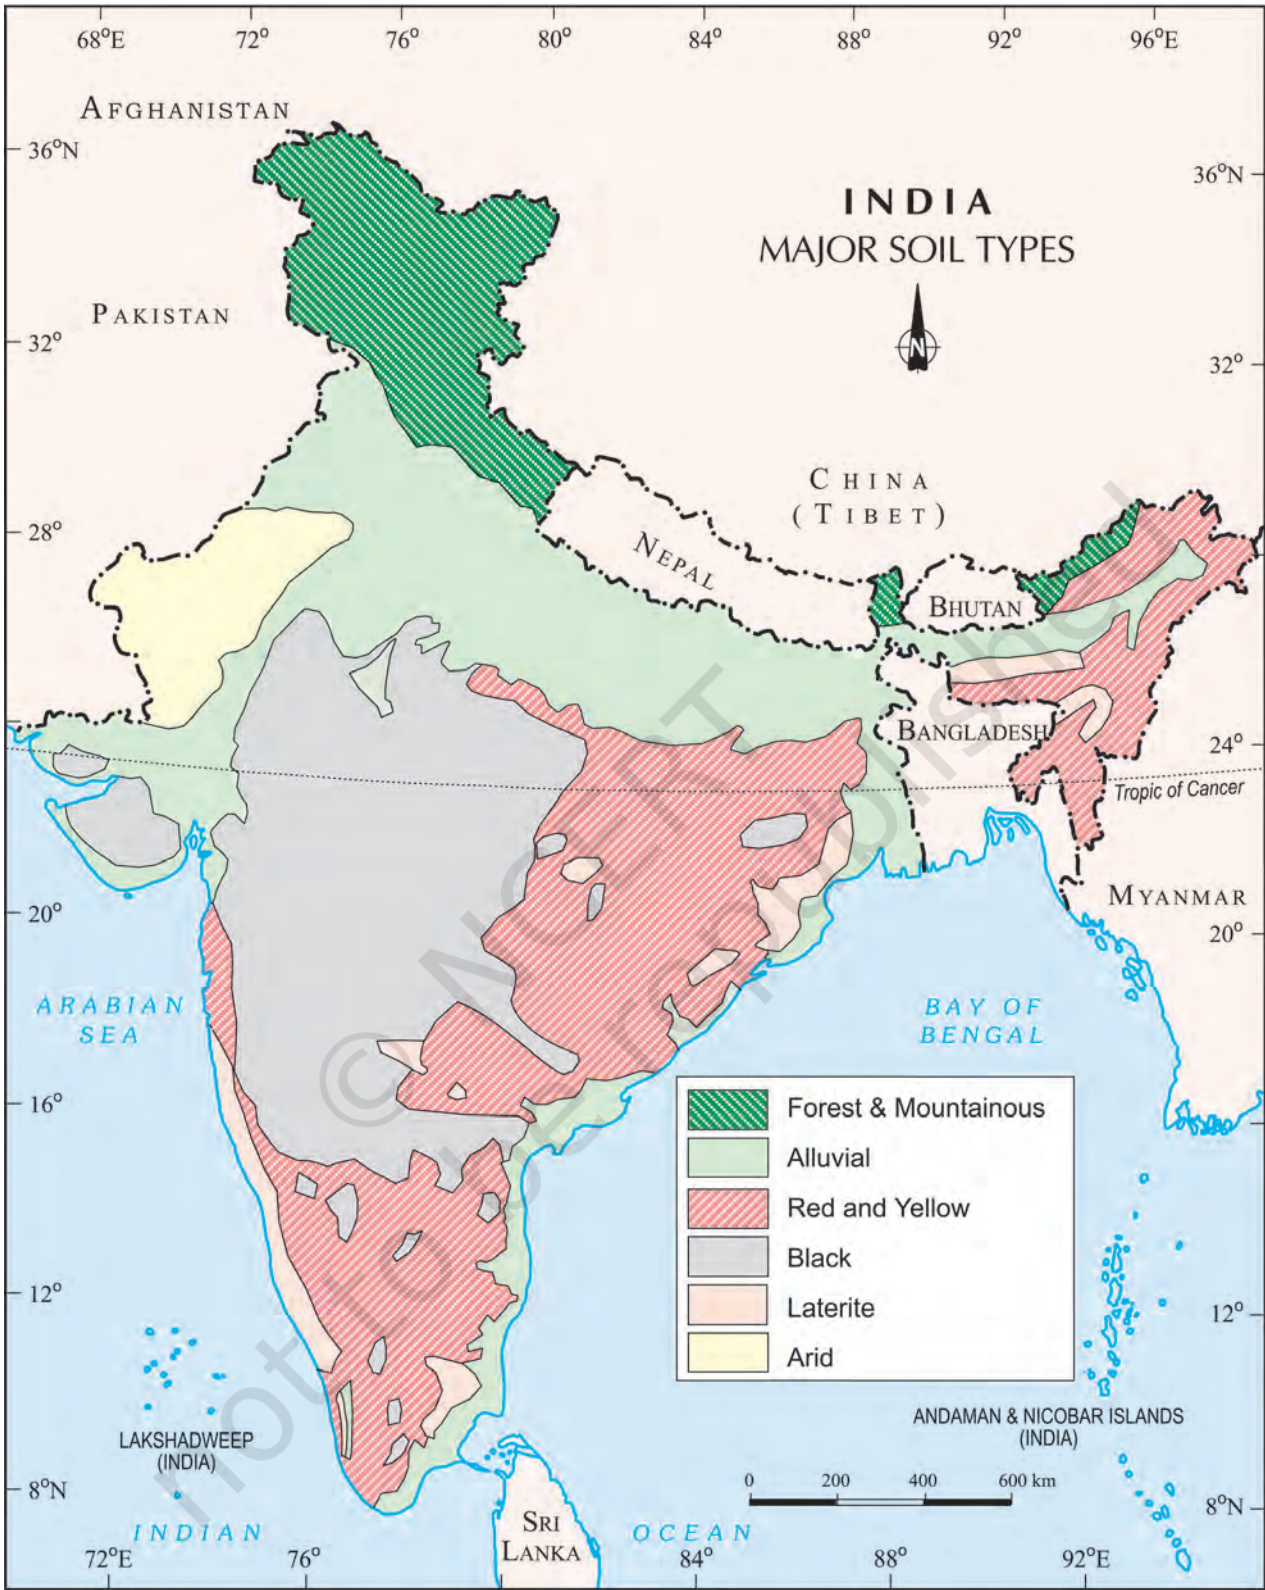 68°E 72° 76° 80° 84° 88° 92° 96°E
AFGHANISTAN
36°N
36°N
INDIA
MAJOR SOIL TYPES
N
PAKISTAN
32°
32°
CHINA
(TIBET)
28°
NEPAL
BHUTAN
BANGLADESH
24°
Tropic of Cancer
MYANMAR
20°
20°
ARABIAN
SEA
BAY OF
BENGAL
16°
Forest & Mountainous
Alluvial
Red and Yellow
Black
Laterite
Arid
12°
12°
LAKSHADWEEP
(INDIA)
ANDAMAN & NICOBAR ISLANDS
(INDIA)
0 200 400 600 km
8°N
8°N
SRI
LANKA
INDIAN OCEAN
72°E 76° 84° 88° 92°E
© NCERT
not to be republished